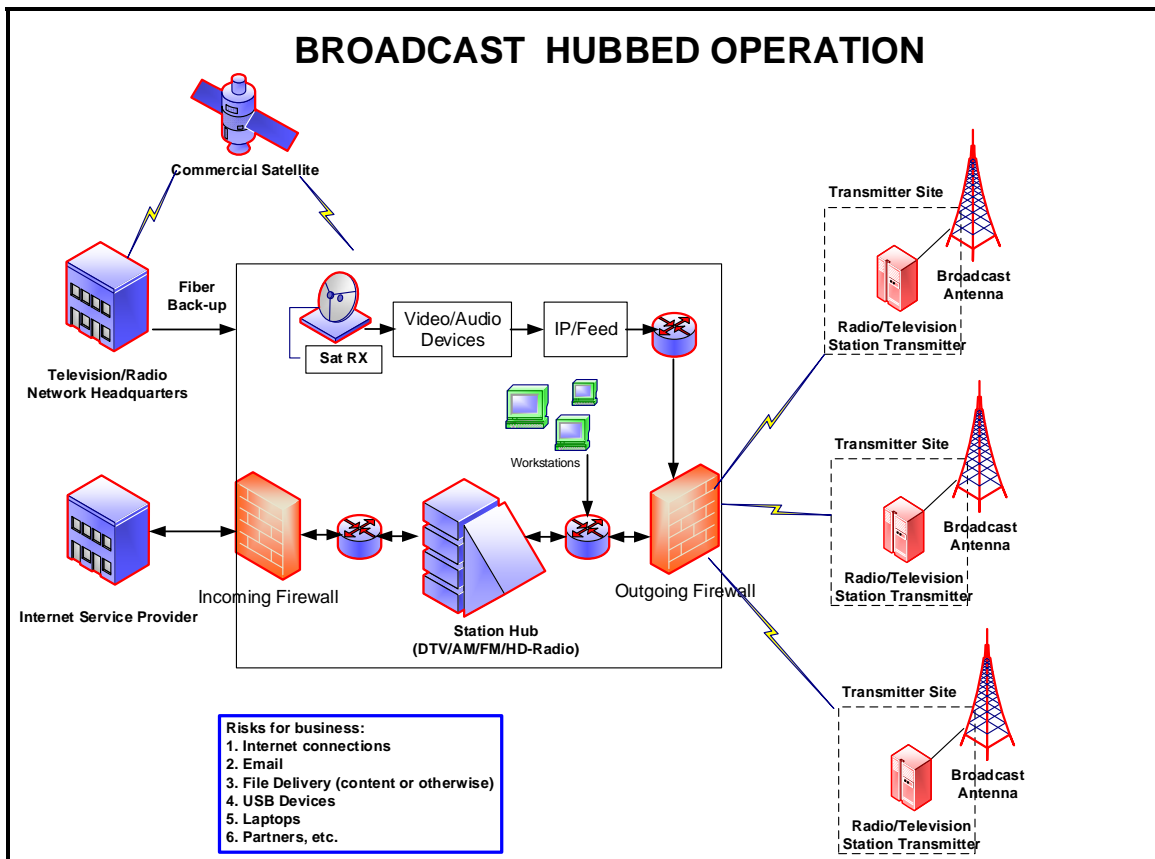 BROADCAST HUBBED OPERATION
Commercial Satellite
Fiber
Back-up
Television/Radio
Network Headquarters
Sat RX
Video/Audio
Devices
IP/Feed
Workstations
Internet Service Provider
Incoming Firewall
Station Hub
(DTV/AM/FM/HD-Radio)
Outgoing Firewall
Transmitter Site
Broadcast
Antenna
Radio/Television
Station Transmitter
Transmitter Site
Broadcast
Antenna
Radio/Television
Station Transmitter
Transmitter Site
Broadcast
Antenna
Radio/Television
Station Transmitter
Risks for business:
1. Internet connections
2. Email
3. File Delivery (content or otherwise)
4. USB Devices
5. Laptops
6. Partners, etc.